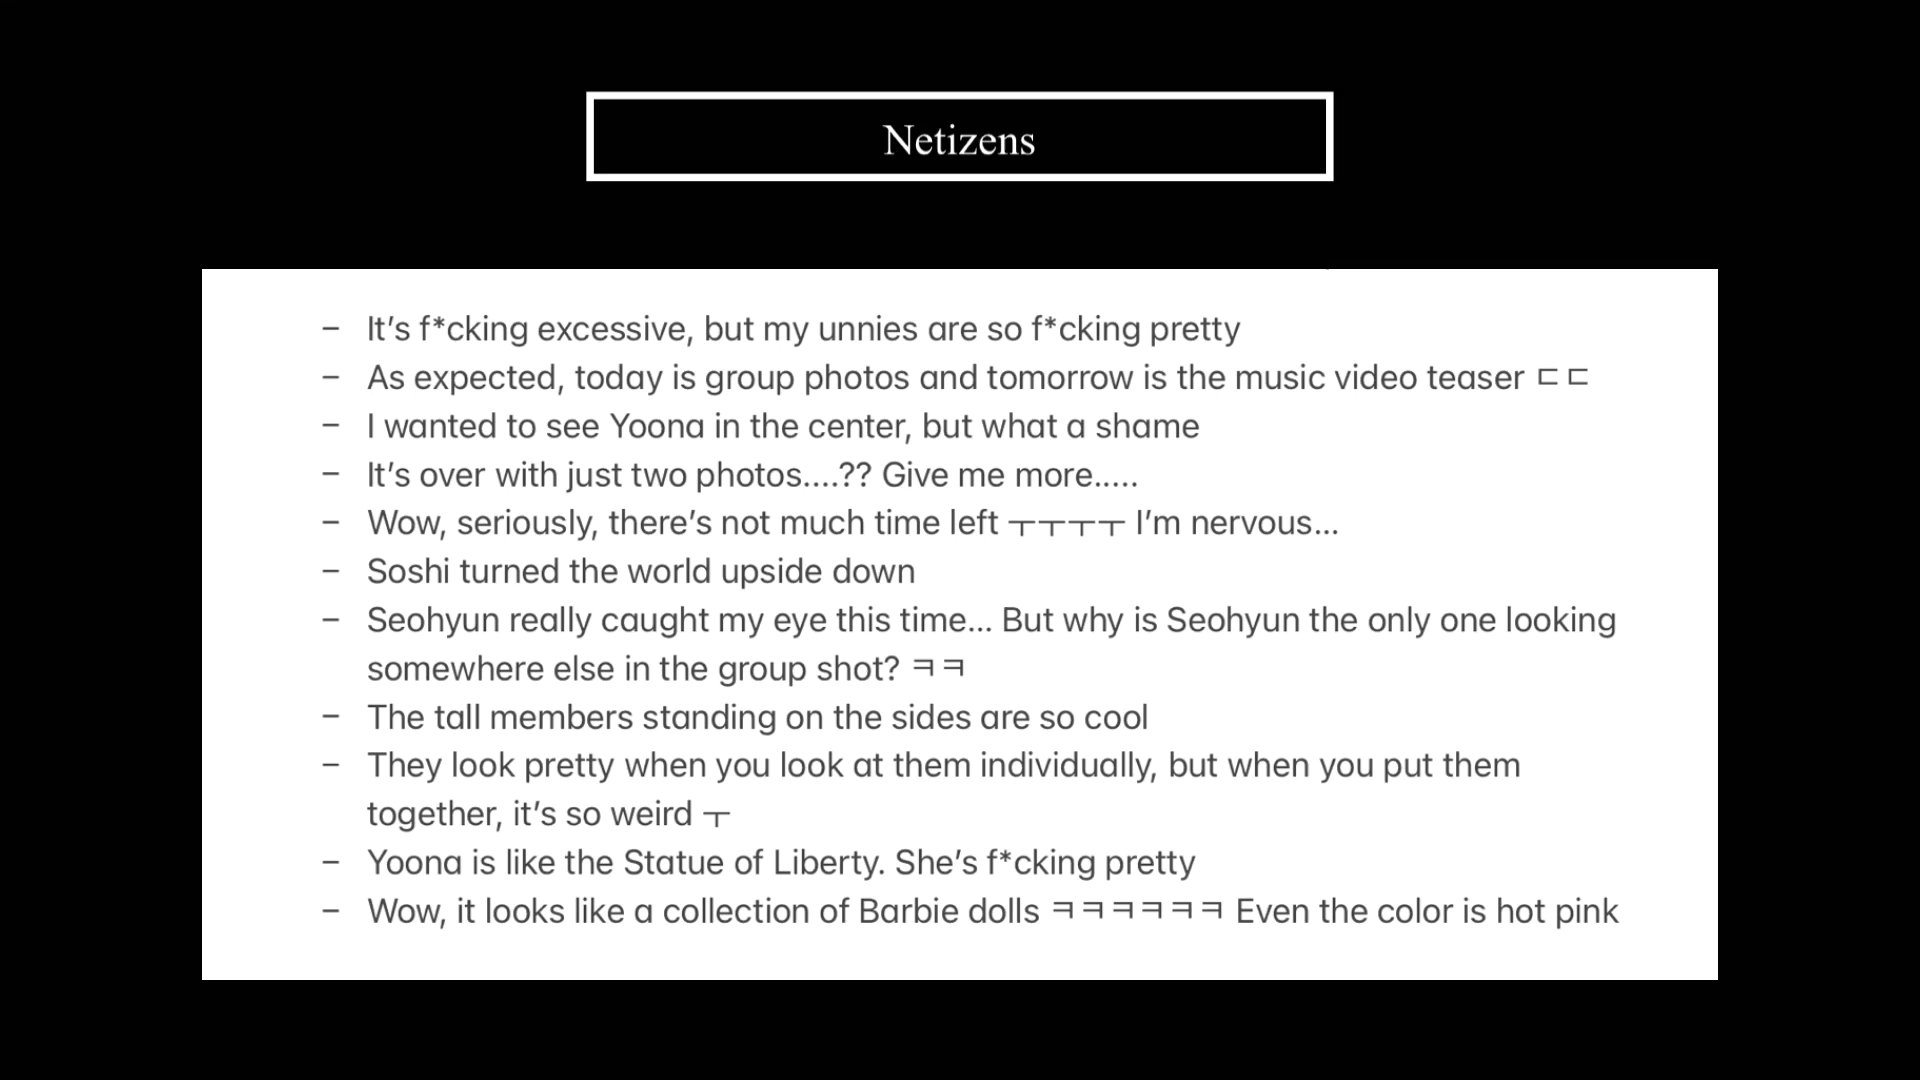 Netizens
– It’s f*cking excessive, but my unnies are so f*cking pretty
– As expected, today is group photos and tomorrow is the music video teaser ㄷㄷ
– I wanted to see Yoona in the center, but what a shame
– It’s over with just two photos….?? Give me more…..
– Wow, seriously, there’s not much time left ㅜㅜㅜㅜ I’m nervous…
– Soshi turned the world upside down
– Seohyun really caught my eye this time… But why is Seohyun the only one looking
somewhere else in the group shot? ㅋㅋ
– The tall members standing on the sides are so cool
– They look pretty when you look at them individually, but when you put them
together, it’s so weird ㅜ
– Yoona is like the Statue of Liberty. She’s f*cking pretty
– Wow, it looks like a collection of Barbie dolls ㅋㅋㅋㅋㅋㅋ Even the color is hot pink